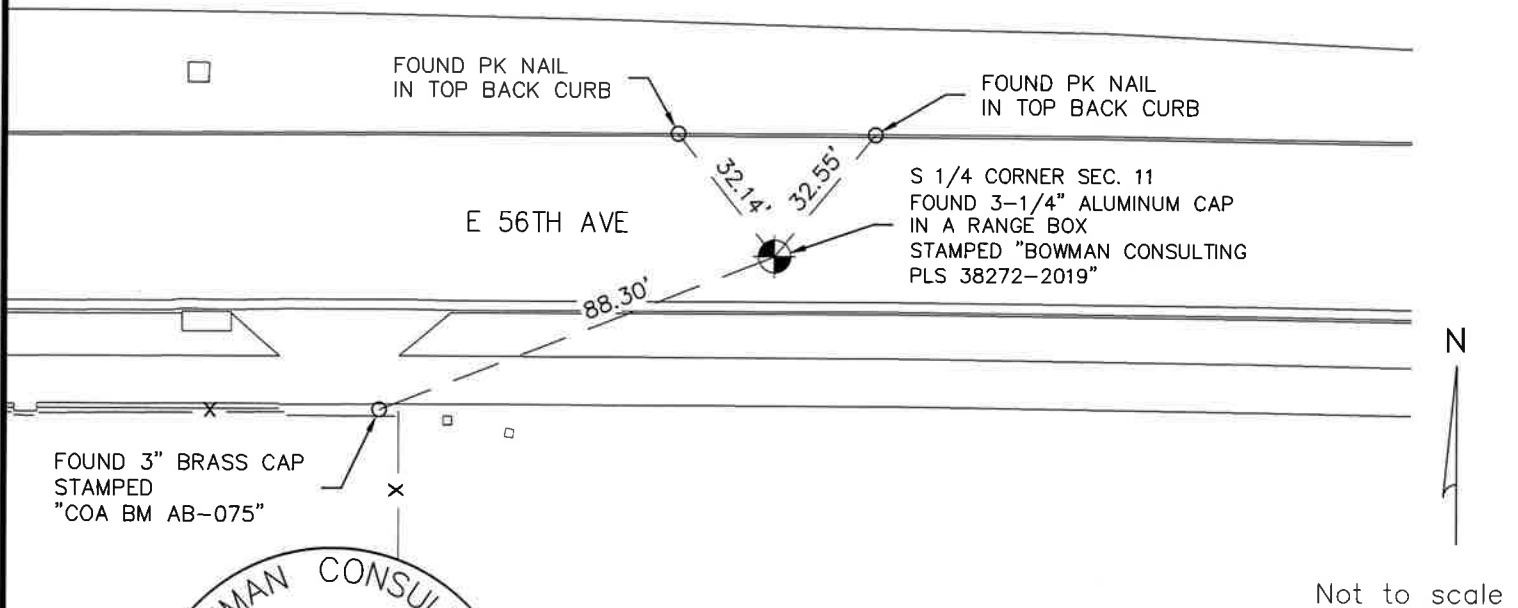 FOUND PK NAIL
IN TOP BACK CURB
FOUND PK NAIL
IN TOP BACK CURB
32.14'
32.55'
S 1/4 CORNER SEC. 11
FOUND 3-1/4" ALUMINUM CAP
IN A RANGE BOX
STAMPED "BOWMAN CONSULTING
PLS 38272-2019"
E 56TH AVE
88.30'
X
FOUND 3" BRASS CAP
STAMPED
"COA BM AB-075"
X
N
Not to scale
MAN CONSUL